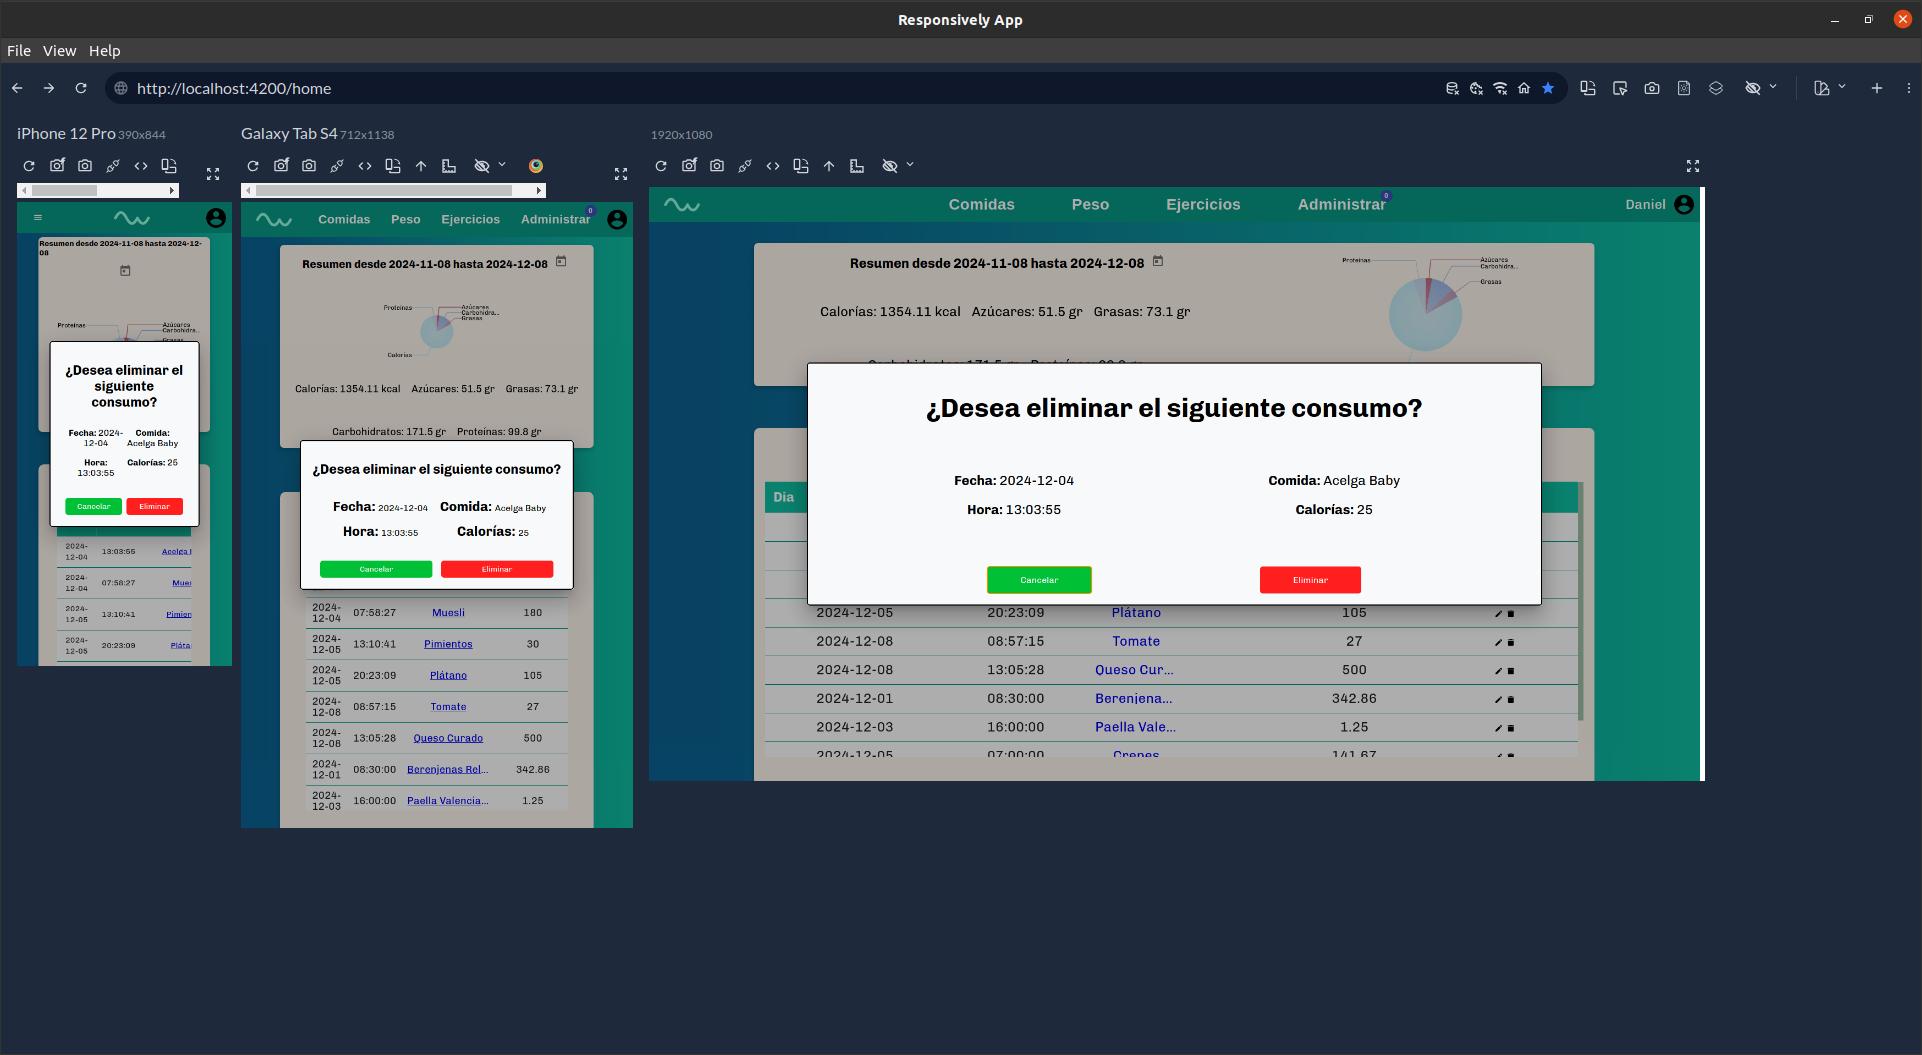 Responsively App
File View Help
http://localhost:4200/home
iPhone 12 Pro 390x844
Resumen desde 2024-11-08 hasta 2024-12-
08
Proteinas
Azúcares
Carbohidra...
Grasas
¿Desea eliminar el
siguiente
consumo?
Fecha: 2024-
12-04
Comida:
Acelga Baby
Hora:
13:03:55
Calorías: 25
Cancelar Eliminar
2024-
12-04
13:03:55
Acelga
2024-
12-04
07:58:27
Mues
2024-
12-05
13:10:41
Pimien
2024-
12-05
20:23:09
Pláta
Galaxy Tab S4 712x1138
Comidas Peso Ejercicios Administrar 0
Resumen desde 2024-11-08 hasta 2024-12-08
Proteinas
Azúcares
Carbohidra...
Grasas
Calorías
Calorías: 1354.11 kcal Azúcares: 51.5 gr Grasas: 73.1 gr
Carbohidratos: 171.5 gr Proteínas: 99.8 gr
¿Desea eliminar el siguiente consumo?
Fecha: 2024-12-04 Comida: Acelga Baby
Hora: 13:03:55 Calorías: 25
Cancelar Eliminar
2024-
12-04
07:58:27 Muesli 180
2024-
12-05
13:10:41 Pimientos 30
2024-
12-05
20:23:09 Plátano 105
2024-
12-08
08:57:15 Tomate 27
2024-
12-08
13:05:28 Queso Curado 500
2024-
12-01
08:30:00 Berenjenas Rel... 342.86
2024-
12-03
16:00:00 Paella Valencia... 1.25
1920x1080
Comidas Peso Ejercicios Administrar 0 Daniel
Resumen desde 2024-11-08 hasta 2024-12-08
Proteinas
Azúcares
Carbohidra...
Grasas
Calorías: 1354.11 kcal Azúcares: 51.5 gr Grasas: 73.1 gr
Carbohidratos: 171.5 gr Proteínas: 99.8 gr
¿Desea eliminar el siguiente consumo?
Fecha: 2024-12-04 Comida: Acelga Baby
Hora: 13:03:55 Calorías: 25
Cancelar Eliminar
Dia
2024-12-05 20:23:09 Plátano 105
2024-12-08 08:57:15 Tomate 27
2024-12-08 13:05:28 Queso Cur... 500
2024-12-01 08:30:00 Berenjena... 342.86
2024-12-03 16:00:00 Paella Vale... 1.25
2024-12-05 07:00:00 Crepes 141.67